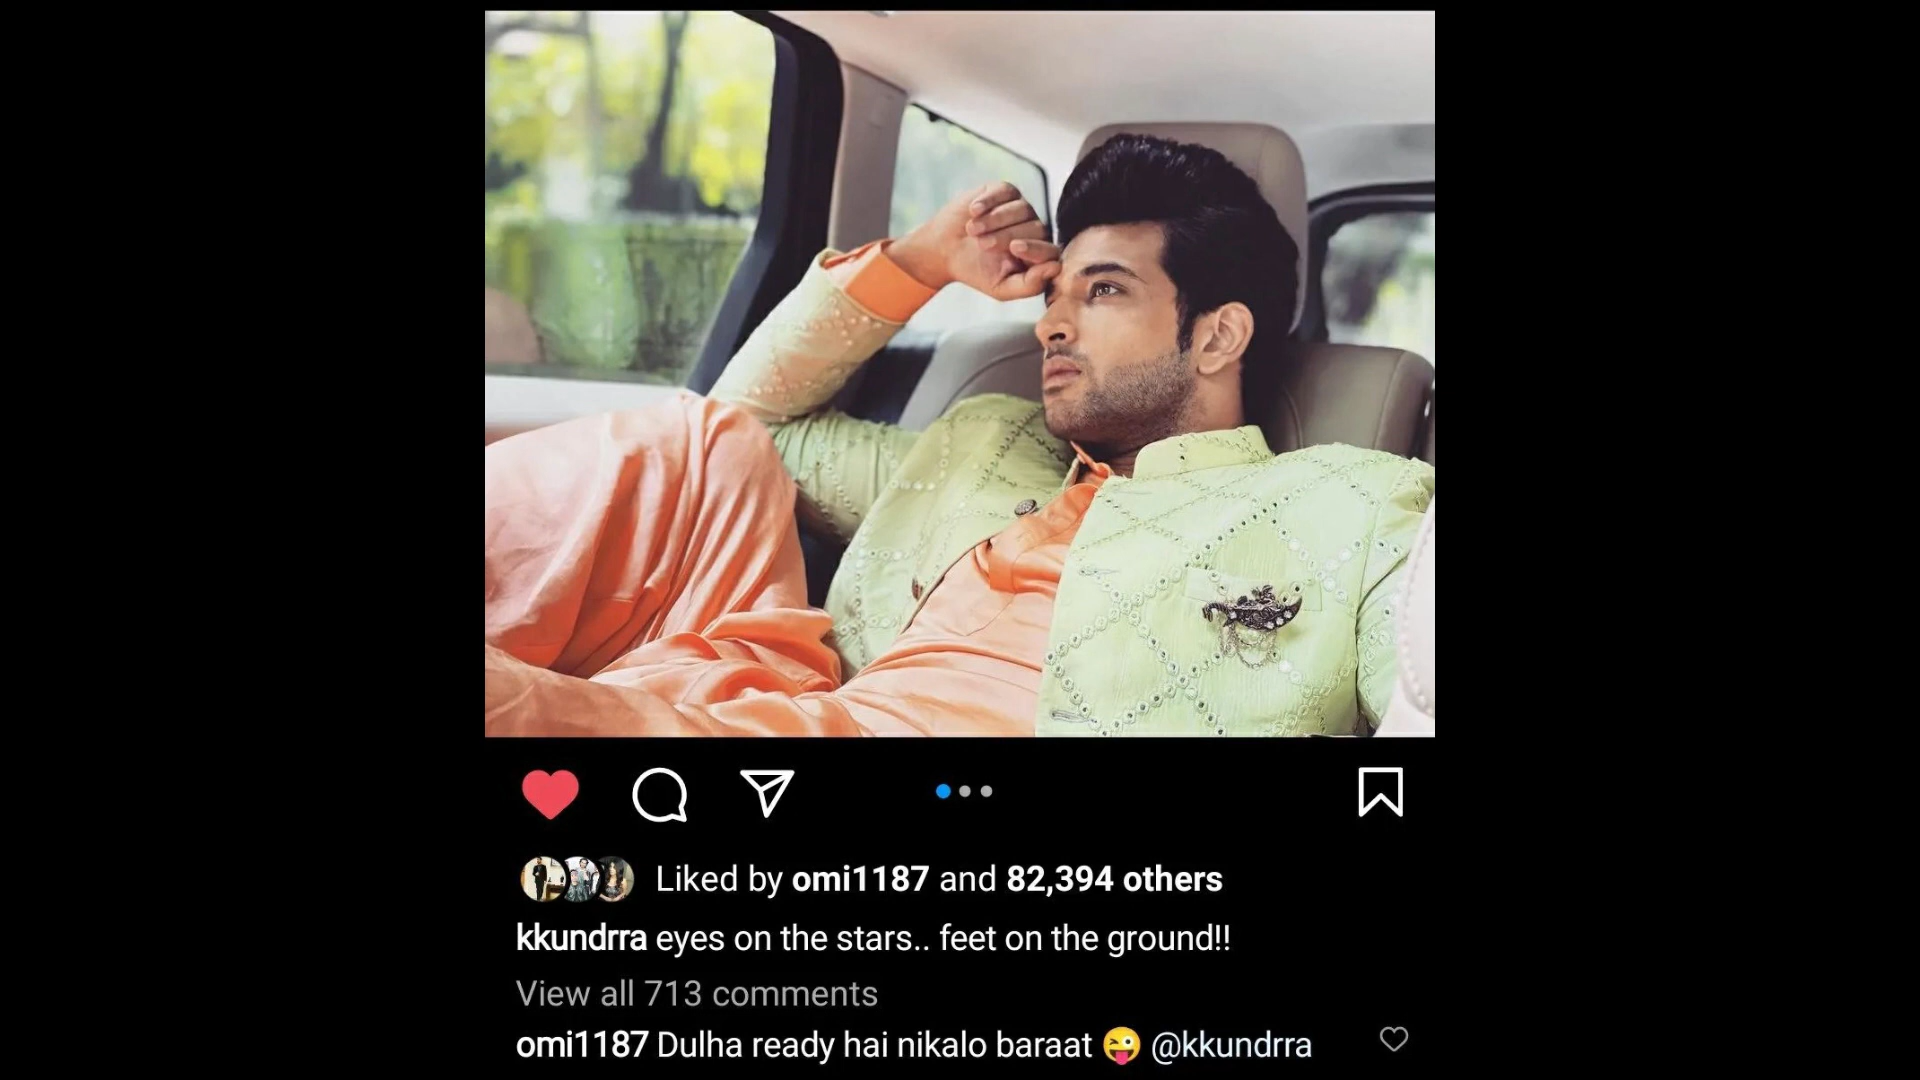 Liked by omi1187 and 82,394 others
kkundrra eyes on the stars.. feet on the ground!!
View all 713 comments
omi1187 Dulha ready hai nikalo baraat 😜 @kkundrra